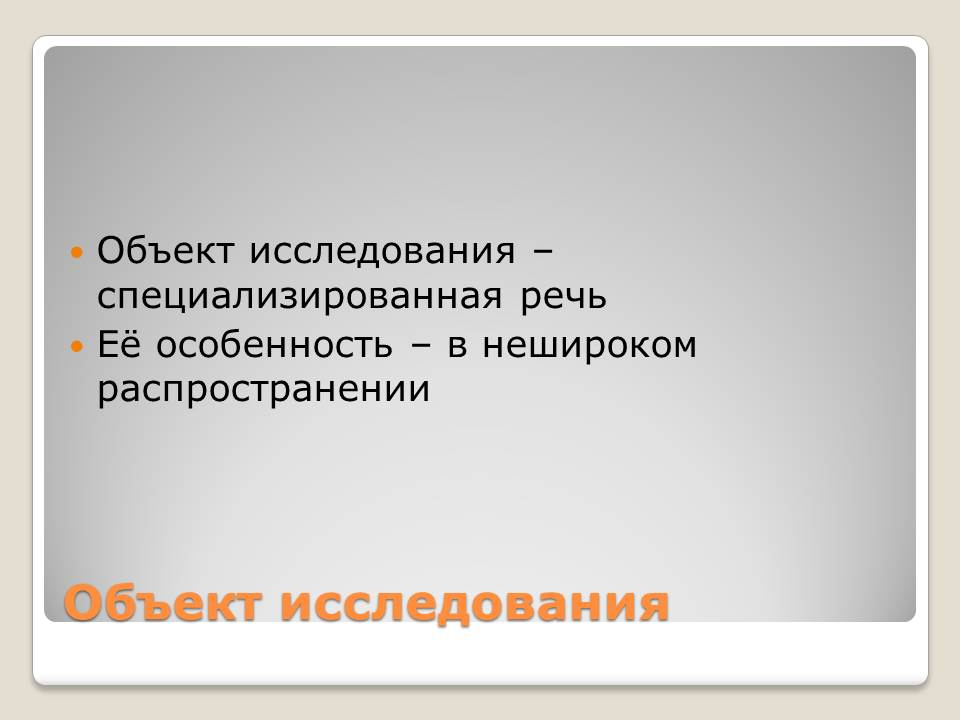 • Объект исследования –
специализированная речь
• Её особенность – в нешироком
распространении
Объект исследования